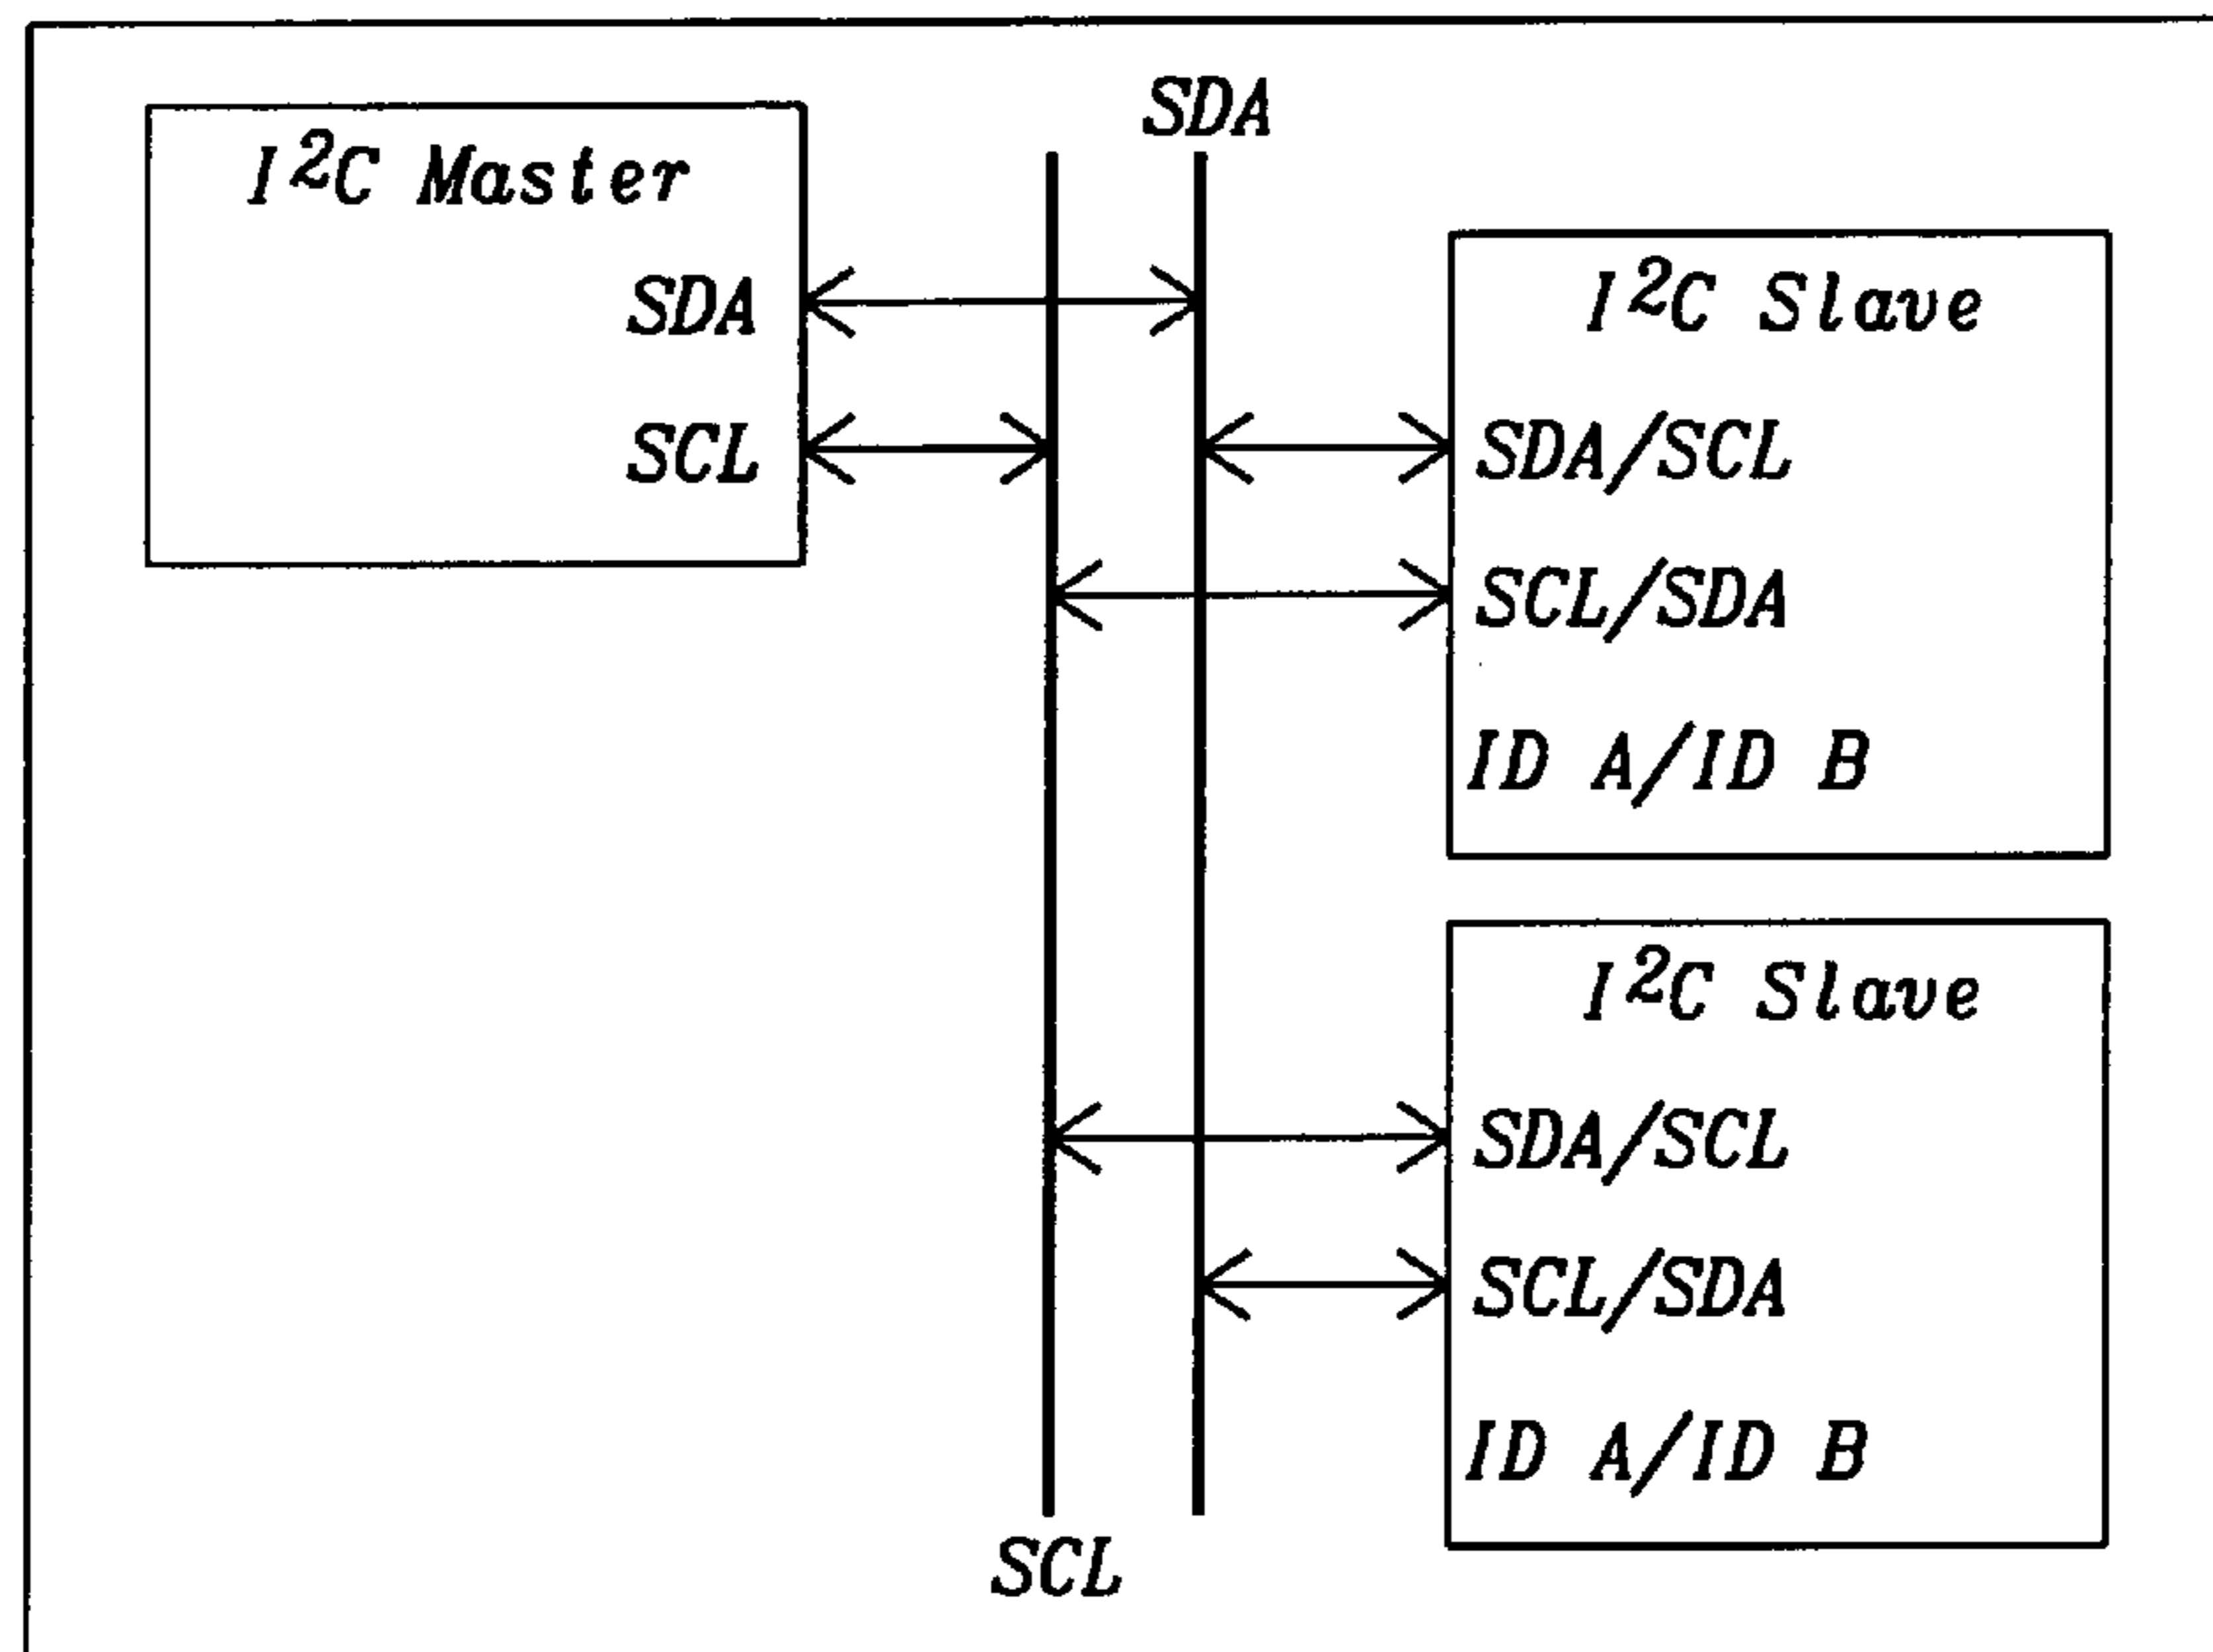 SDA
I²C Master
SDA
SCL
I²C Slave
SDA/SCL
SCL/SDA
ID A/ID B
I²C Slave
SDA/SCL
SCL/SDA
ID A/ID B
SCL